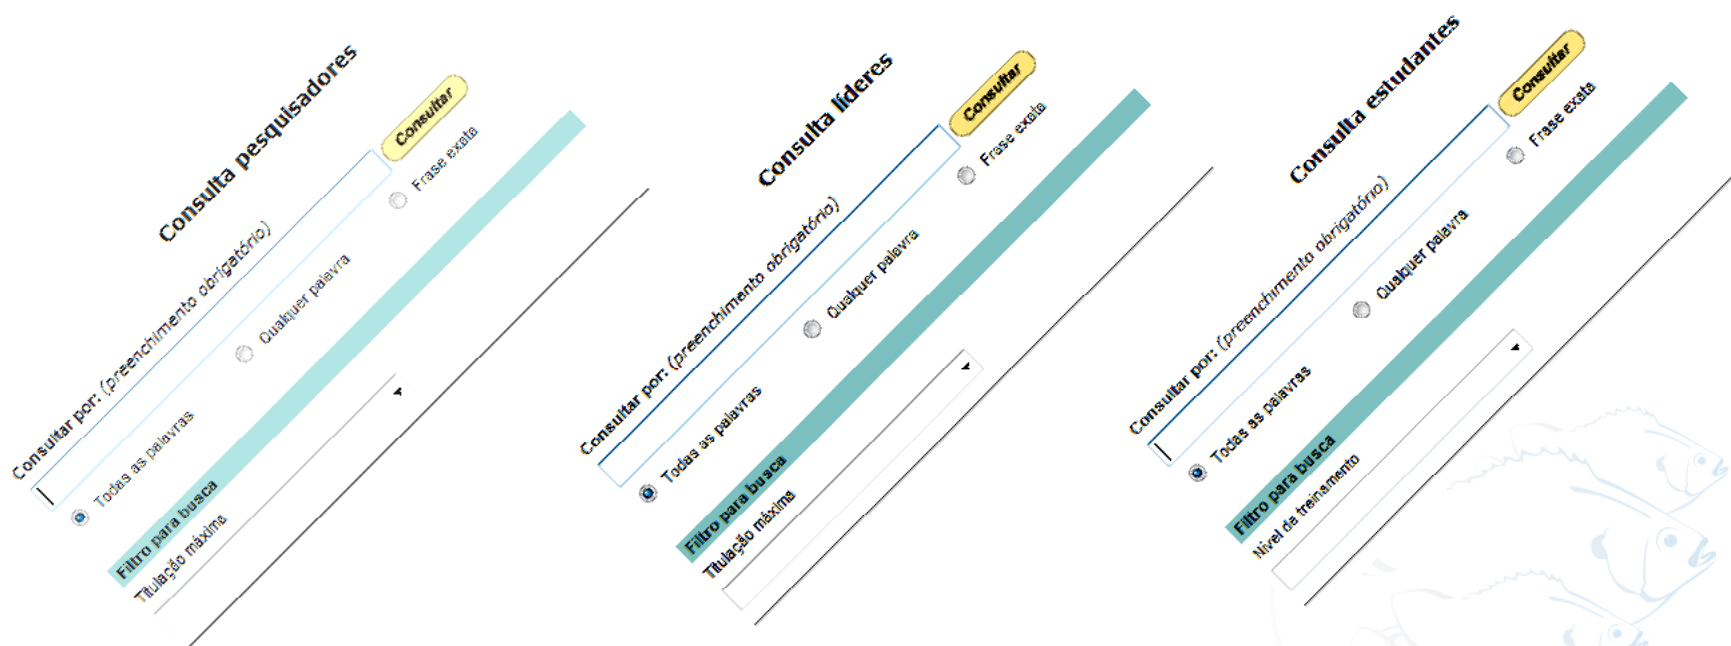 Consulta pesquisadores
Consultar por: (preenchimento obrigatório)
Consultar
Todas as palavras
Qualquer palavra
Frase exata
Filtro para busca
Titulação máxima
Consulta líderes
Consultar por: (preenchimento obrigatório)
Consultar
Todas as palavras
Qualquer palavra
Frase exata
Filtro para busca
Titulação máxima
Consulta estudantes
Consultar por: (preenchimento obrigatório)
Consultar
Todas as palavras
Qualquer palavra
Frase exata
Filtro para busca
Nível de treinamento